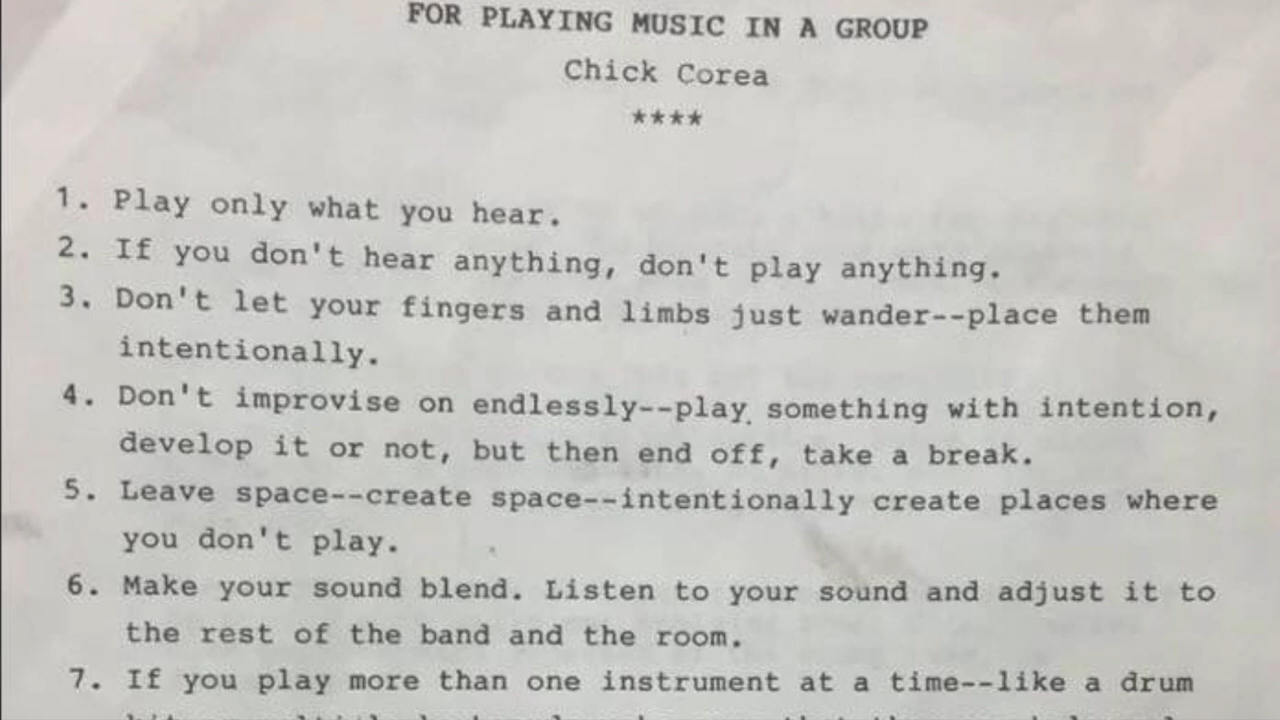 FOR PLAYING MUSIC IN A GROUP
Chick Corea
****
1. Play only what you hear.
2. If you don't hear anything, don't play anything.
3. Don't let your fingers and limbs just wander--place them
intentionally.
4. Don't improvise on endlessly--play something with intention,
develop it or not, but then end off, take a break.
5. Leave space--create space--intentionally create places where
you don't play.
6. Make your sound blend. Listen to your sound and adjust it to
the rest of the band and the room.
7. If you play more than one instrument at a time--like a drum